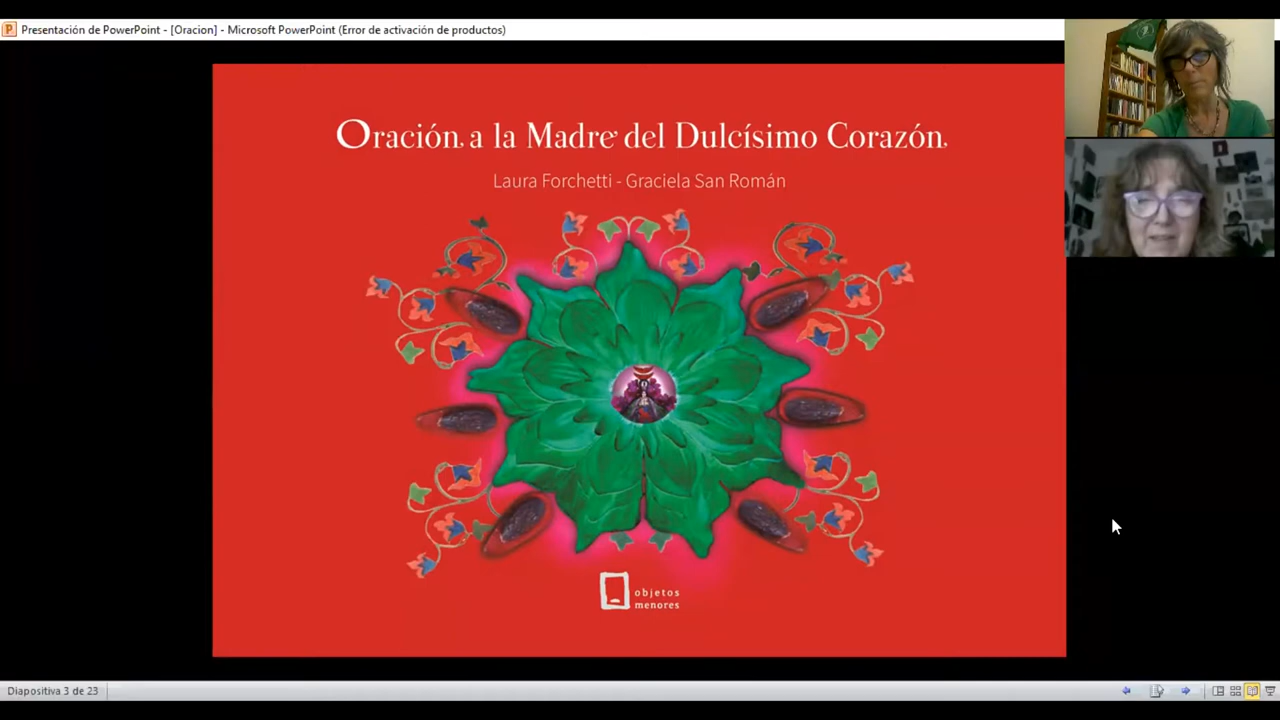 Presentación de PowerPoint - [Oracion] - Microsoft PowerPoint (Error de activación de productos)
Oración a la Madre del Dulcísimo Corazón
Laura Forchetti - Graciela San Román
objetos
menores
Diapositiva 3 de 23